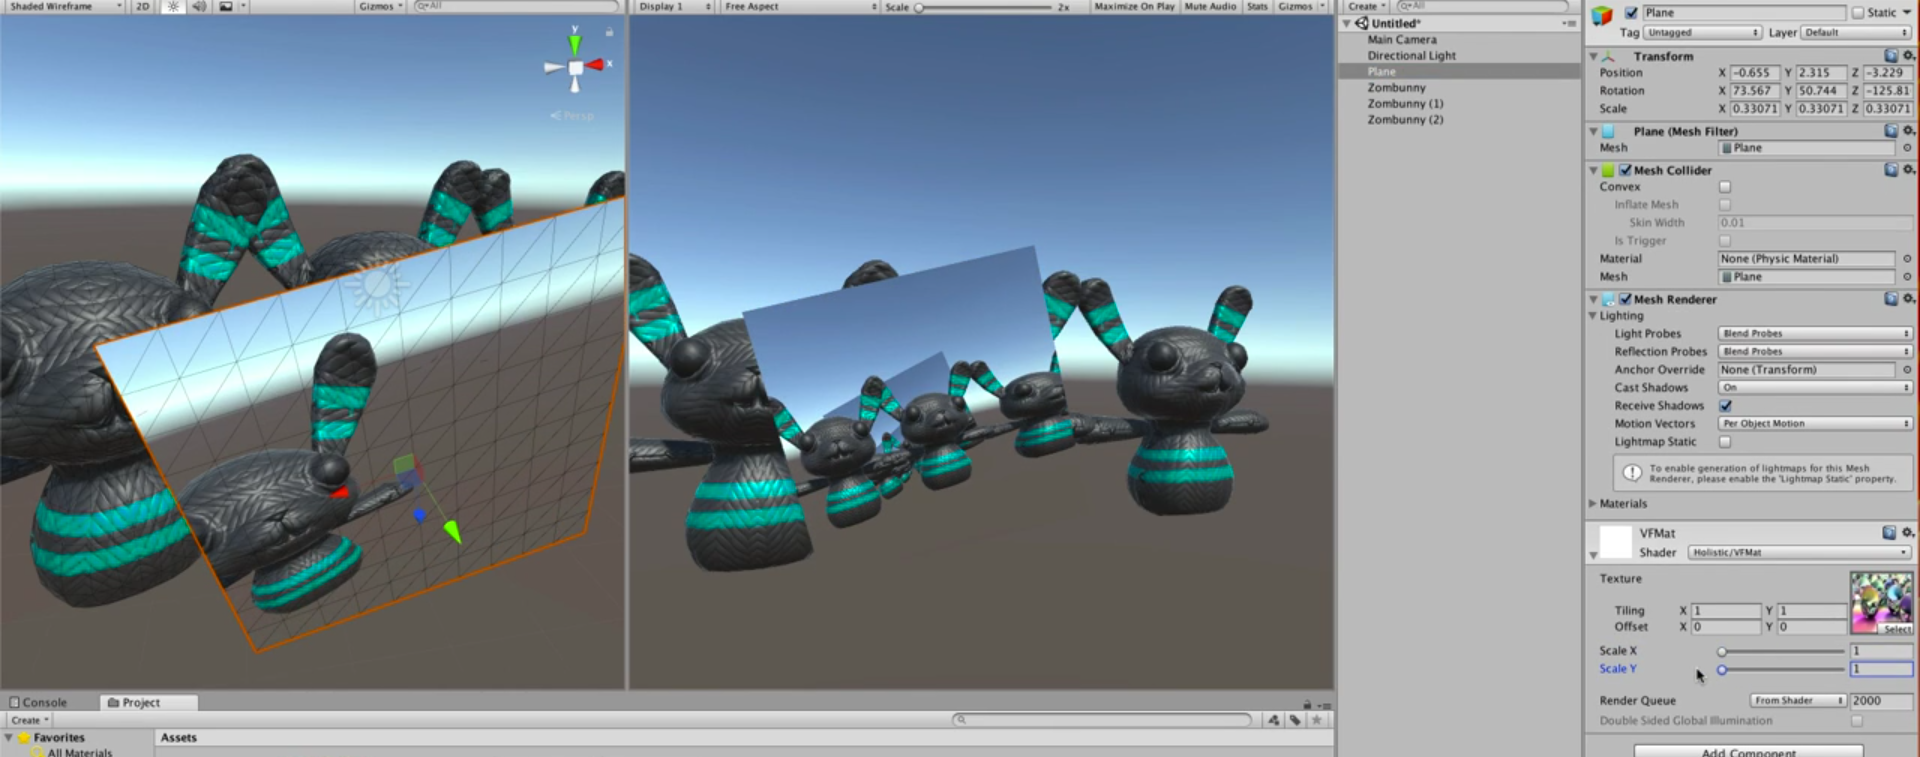 Shaded Wireframe 2D Gizmos All
y
x
Persp
Display 1 Free Aspect Scale 2x Maximize On Play Mute Audio Stats Gizmos
Create All
Untitled*
Main Camera
Directional Light
Plane
Zombunny
Zombunny (1)
Zombunny (2)
Plane Static
Tag Untagged Layer Default
Transform
Position X -0.655 Y 2.315 Z -3.229
Rotation X 73.567 Y 50.744 Z -125.81
Scale X 0.33071 Y 0.33071 Z 0.33071
Plane (Mesh Filter)
Mesh Plane
Mesh Collider
Convex
Inflate Mesh
Skin Width 0.01
Is Trigger
Material None (Physic Material)
Mesh Plane
Mesh Renderer
Lighting
Light Probes Blend Probes
Reflection Probes Blend Probes
Anchor Override None (Transform)
Cast Shadows On
Receive Shadows
Motion Vectors Per Object Motion
Lightmap Static
To enable generation of lightmaps for this Mesh
Renderer, please enable the 'Lightmap Static' property.
Materials
VFMat
Shader Holistic/VFMat
Texture
Tiling X 1 Y 1
Offset X 0 Y 0
Select
Scale X 1
Scale Y 1
Render Queue From Shader 2000
Double Sided Global Illumination
Add Component
Console Project
Create
Favorites
All Materials
Assets